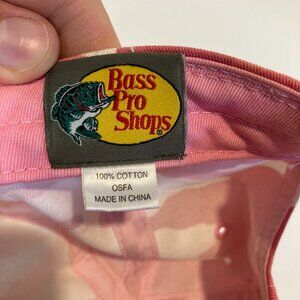 Bass
Pro
Shops
100% COTTON
OSFA
MADE IN CHINA